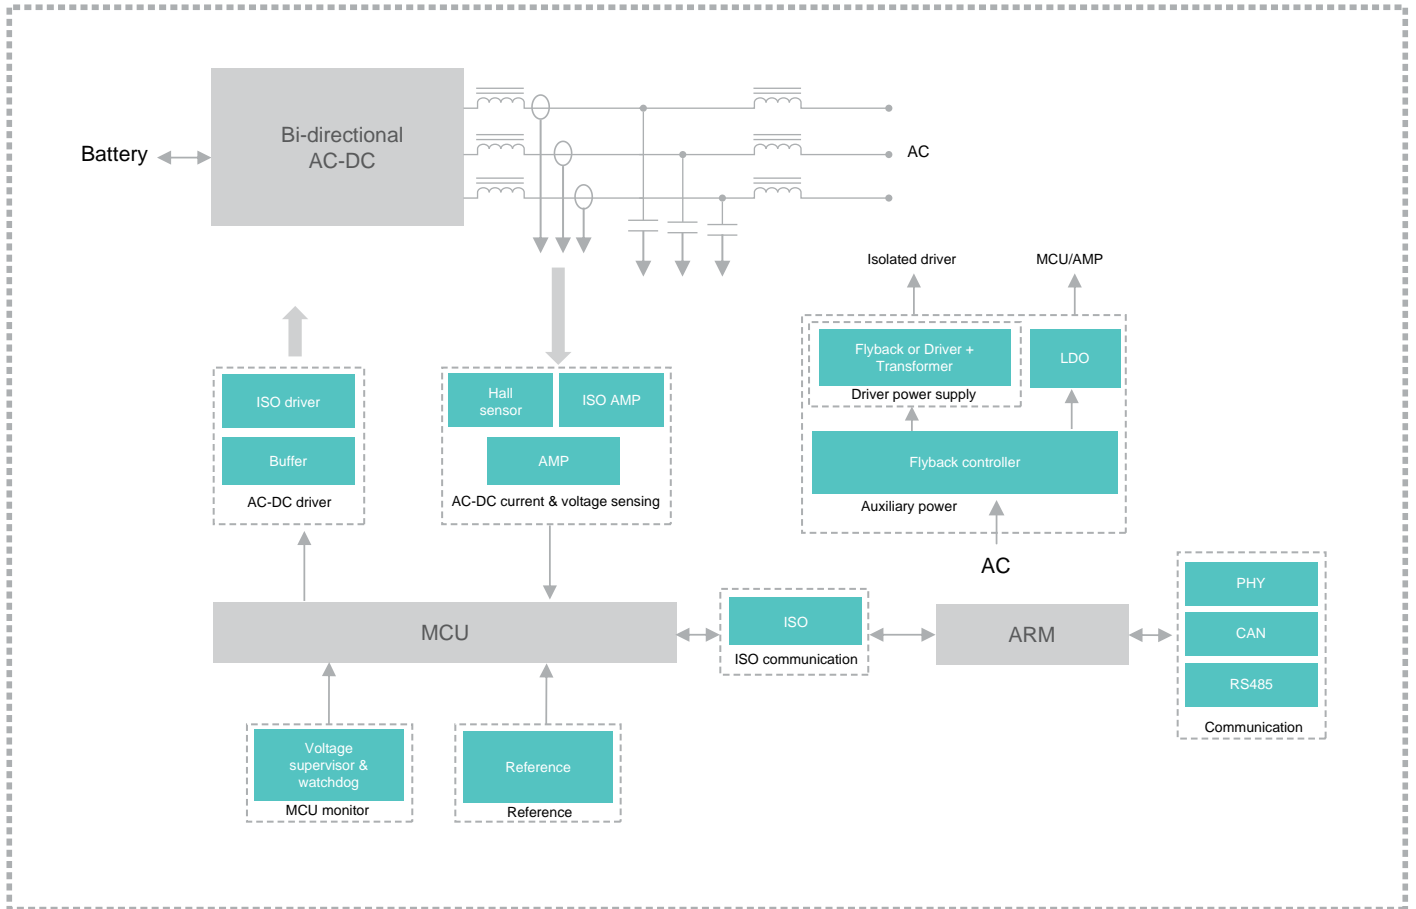 Bi-directional
AC-DC
Battery
AC
Isolated driver
MCU/AMP
Flyback or Driver +
Transformer
LDO
Driver power supply
Flyback controller
Auxiliary power
AC
ISO driver
Buffer
AC-DC driver
Hall
sensor
ISO AMP
AMP
AC-DC current & voltage sensing
MCU
ISO
ISO communication
ARM
PHY
CAN
RS485
Communication
Voltage
supervisor &
watchdog
MCU monitor
Reference
Reference